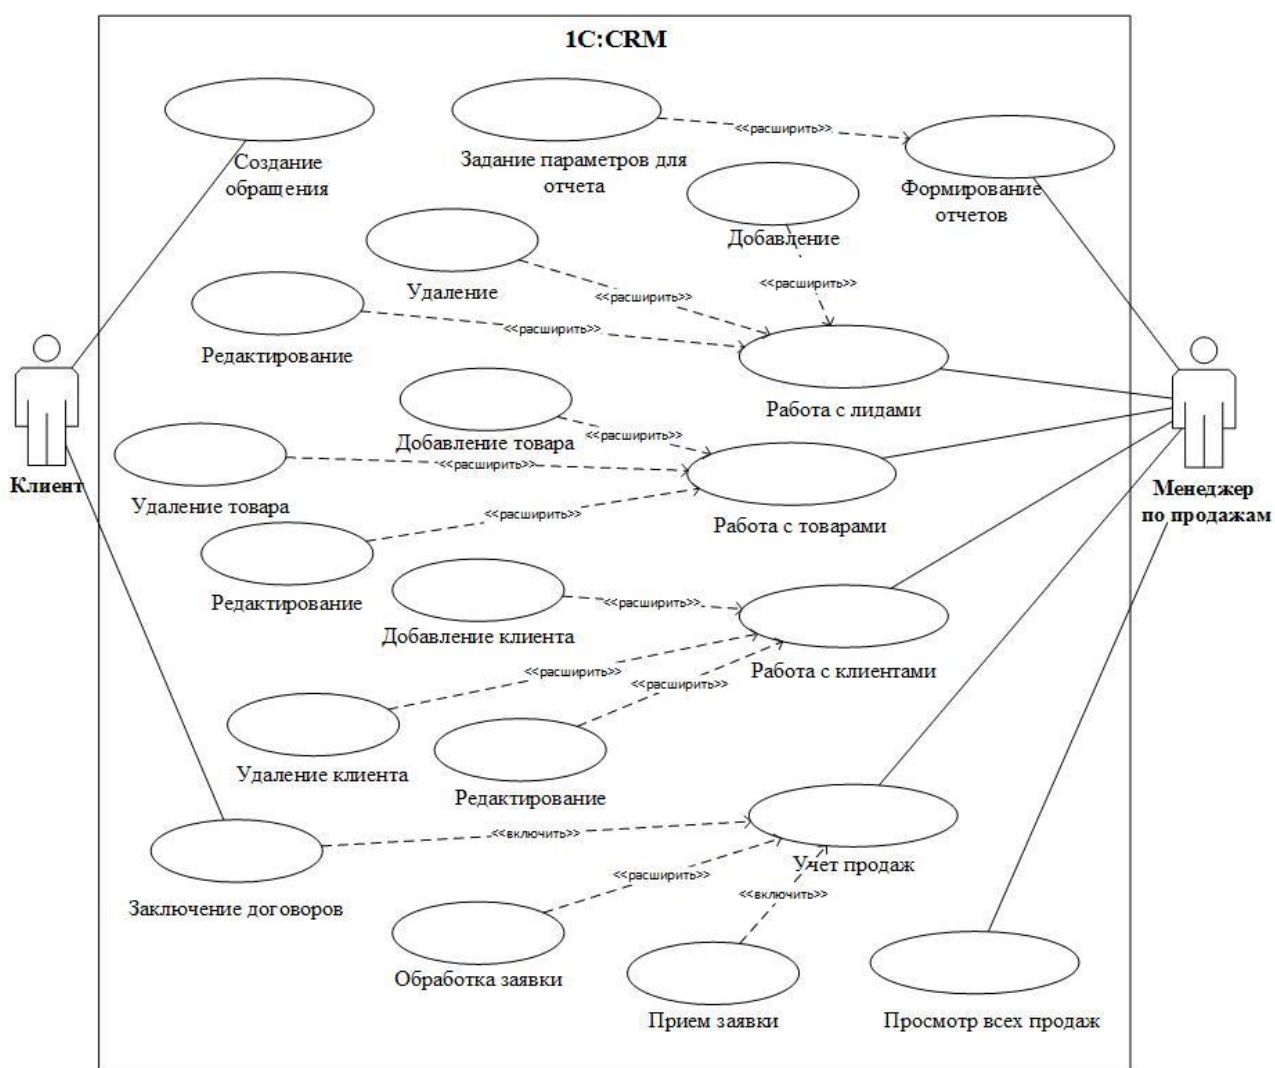 1C:CRM
Создание
обращения
Задание параметров для
отчета
<<расширить>>
Формирование
отчетов
Добавление
Удаление
<<расширить>>
<<расширить>>
Редактирование
<<расширить>>
Работа с лидами
Добавление товара
<<расширить>>
Удаление товара
<<расширить>>
Работа с товарами
Редактирование
<<расширить>>
Клиент
Менеджер
по продажам
Добавление клиента
<<расширить>>
Работа с клиентами
<<расширить>>
<<расширить>>
Удаление клиента
Редактирование
Заключение договоров
<<включить>>
Учет продаж
<<расширить>>
<<включить>>
Обработка заявки
Прием заявки
Просмотр всех продаж